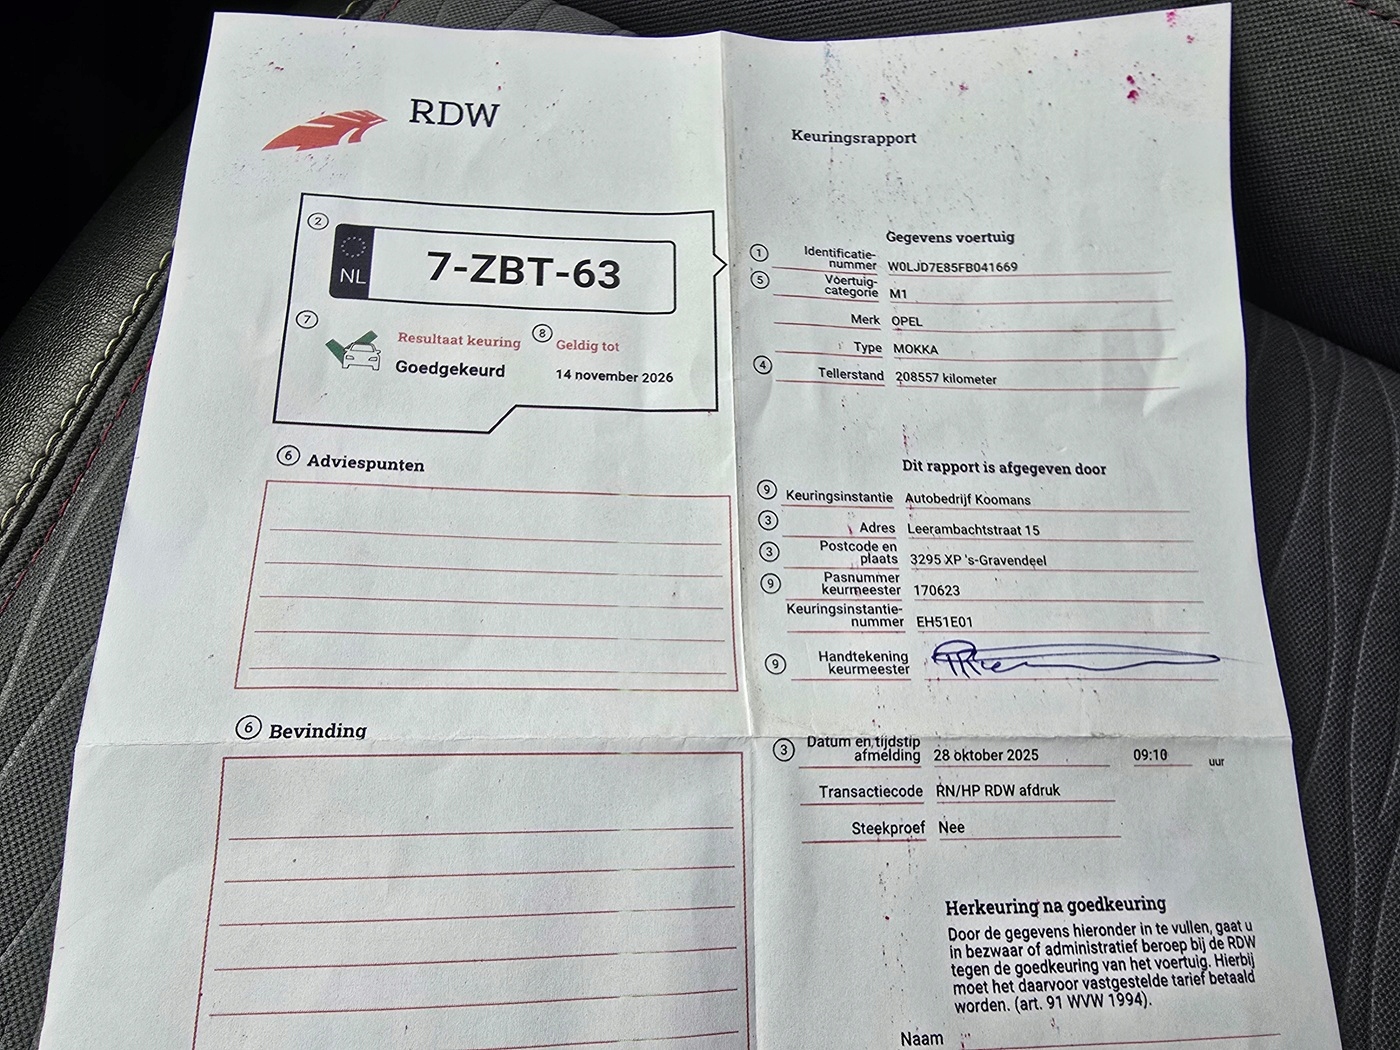 RDW
Keuringsrapport
2
NL
7-ZBT-63
7
Resultaat keuring
Goedgekeurd
8
Geldig tot
14 november 2026
6 Adviespunten
6 Bevinding
Gegevens voertuig
1 Identificatie-
nummer W0LJD7E85FB041669
5 Voertuig-
categorie M1
Merk OPEL
Type MOKKA
4 Tellerstand 208557 kilometer
Dit rapport is afgegeven door
9 Keuringsinstantie Autobedrijf Koomans
3 Adres Leerambachtstraat 15
3 Postcode en
plaats 3295 XP 's-Gravendeel
9 Pasnummer
keurmeester 170623
Keuringsinstantie-
nummer EH51E01
9 Handtekening
keurmeester
3 Datum en tijdstip
afmelding 28 oktober 2025 09:10 uur
Transactiecode RN/HP RDW afdruk
Steekproef Nee
Herkeuring na goedkeuring
Door de gegevens hieronder in te vullen, gaat u
in bezwaar of administratief beroep bij de RDW
tegen de goedkeuring van het voertuig. Hierbij
moet het daarvoor vastgestelde tarief betaald
worden. (art. 91 WVW 1994).
Naam